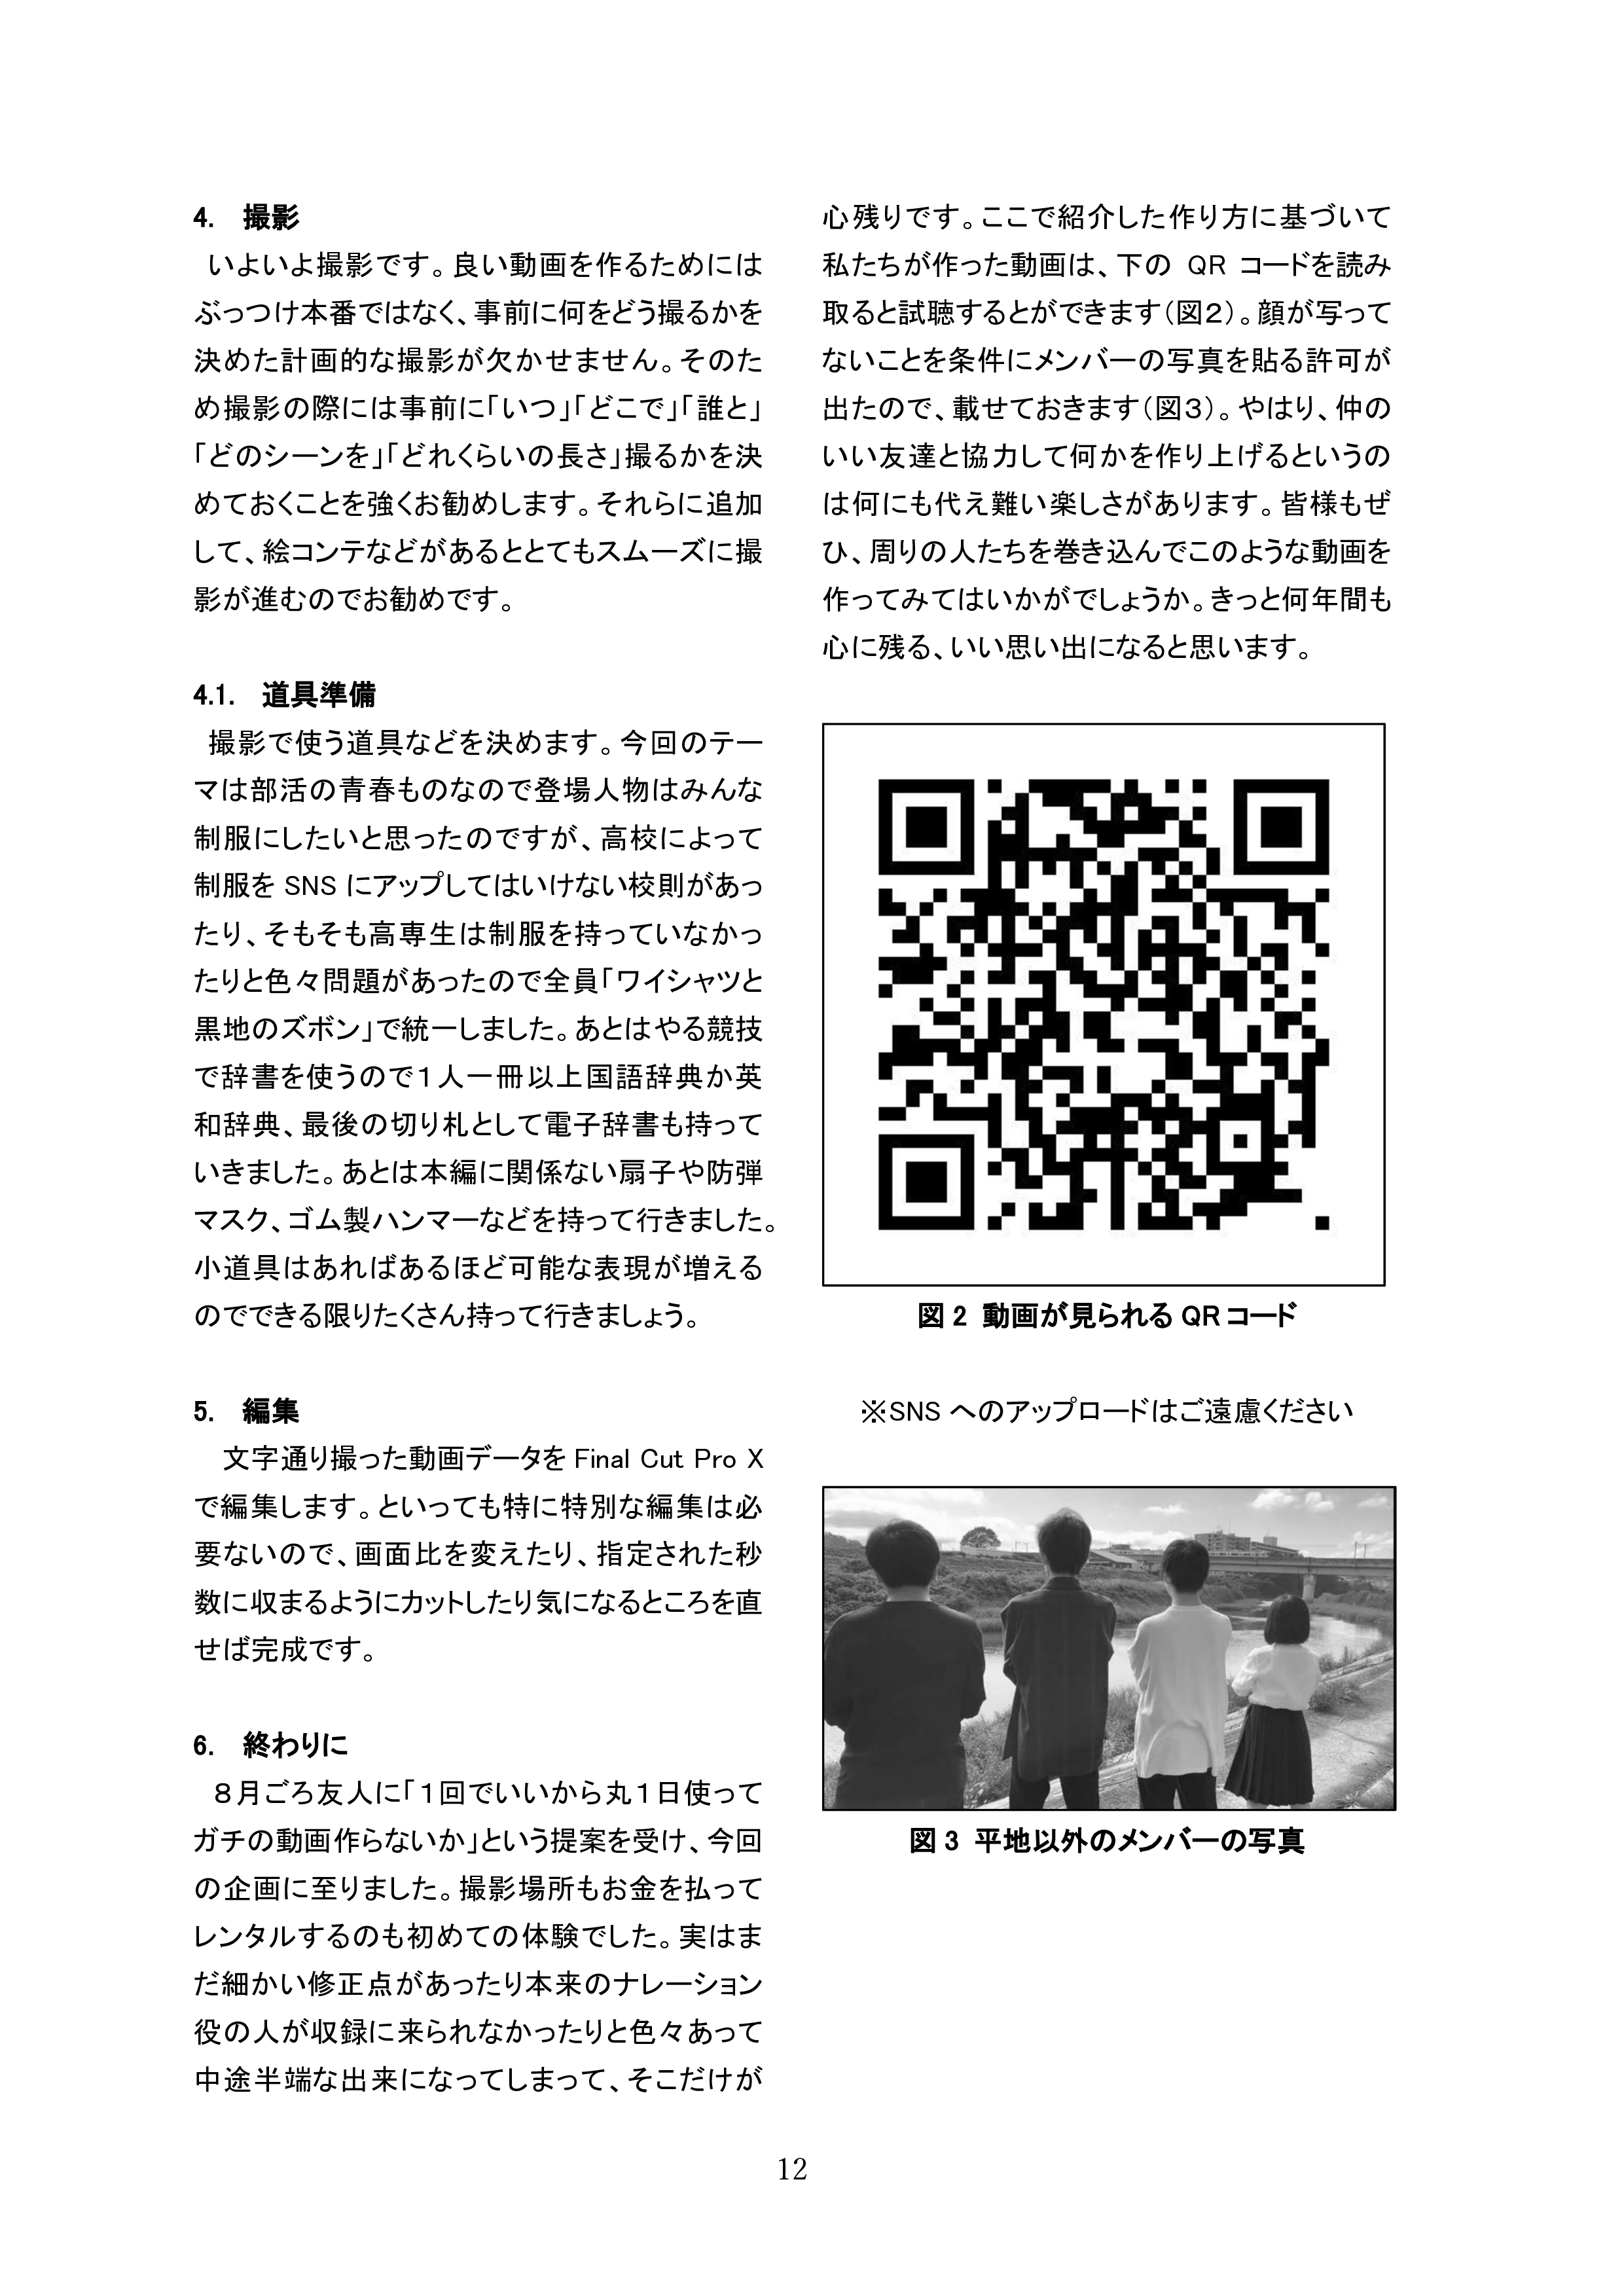 4. 撮影
いよいよ撮影です。良い動画を作るためには
ぶっつけ本番ではなく、事前に何をどう撮るかを
決めた計画的な撮影が欠かせません。そのた
め撮影の際には事前に「いつ」「どこで」「誰と」
「どのシーンを」「どれくらいの長さ」撮るかを決
めておくことを強くお勧めします。それらに追加
して、絵コンテなどがあるととてもスムーズに撮
影が進むのでお勧めです。
4.1. 道具準備
撮影で使う道具などを決めます。今回のテー
マは部活の青春ものなので登場人物はみんな
制服にしたいと思ったのですが、高校によって
制服を SNS にアップしてはいけない校則があっ
たり、そもそも高専生は制服を持っていなかっ
たりと色々問題があったので全員「ワイシャツと
黒地のズボン」で統一しました。あとはやる競技
で辞書を使うので1人一冊以上国語辞典か英
和辞典、最後の切り札として電子辞書も持って
いきました。あとは本編に関係ない扇子や防弾
マスク、ゴム製ハンマーなどを持って行きました。
小道具はあればあるほど可能な表現が増える
のでできる限りたくさん持って行きましょう。
5. 編集
文字通り撮った動画データを Final Cut Pro X
で編集します。といっても特に特別な編集は必
要ないので、画面比を変えたり、指定された秒
数に収まるようにカットしたり気になるところを直
せば完成です。
6. 終わりに
8月ごろ友人に「1回でいいから丸1日使って
ガチの動画作らないか」という提案を受け、今回
の企画に至りました。撮影場所もお金を払って
レンタルするのも初めての体験でした。実はま
だ細かい修正点があったり本来のナレーション
役の人が収録に来られなかったりと色々あって
中途半端な出来になってしまって、そこだけが
心残りです。ここで紹介した作り方に基づいて
私たちが作った動画は、下の QR コードを読み
取ると試聴するとができます(図2)。顔が写って
ないことを条件にメンバーの写真を貼る許可が
出たので、載せておきます(図3)。やはり、仲の
いい友達と協力して何かを作り上げるというの
は何にも代え難い楽しさがあります。皆様もぜ
ひ、周りの人たちを巻き込んでこのような動画を
作ってみてはいかがでしょうか。きっと何年間も
心に残る、いい思い出になると思います。
図 2 動画が見られる QR コード
※SNS へのアップロードはご遠慮ください
図 3 平地以外のメンバーの写真
12